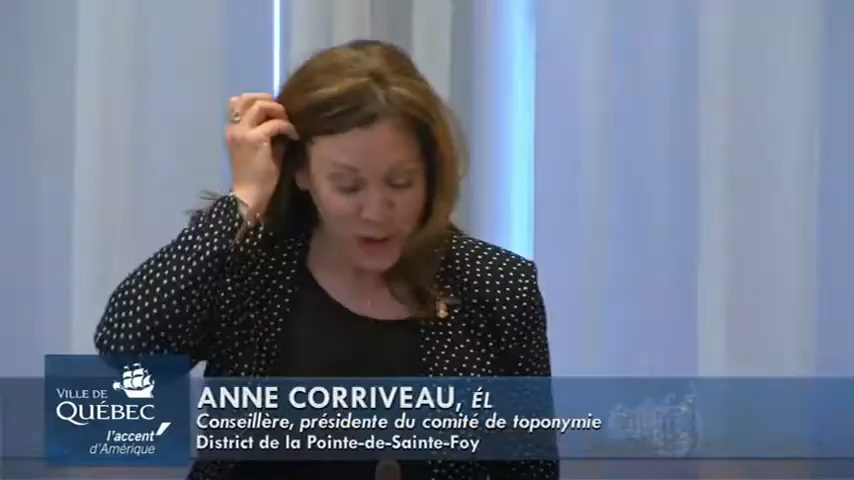 VILLE DE
QUÉBEC
l'accent
d'Amérique
ANNE CORRIVEAU, ÉL
Conseillère, présidente du comité de toponymie
District de la Pointe-de-Sainte-Foy